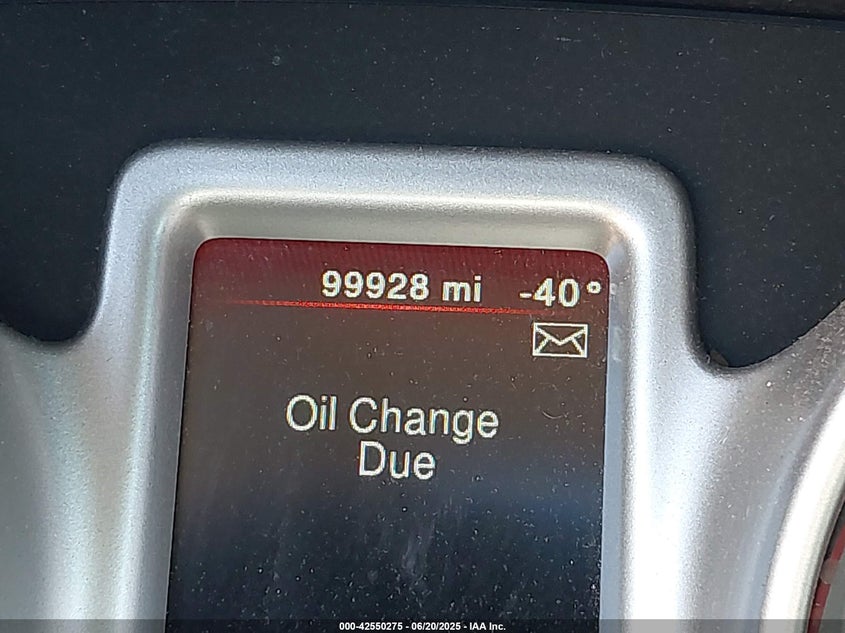 99928 mi -40°
Oil Change
Due
000-42550275 - 06/20/2025 - IAA Inc.